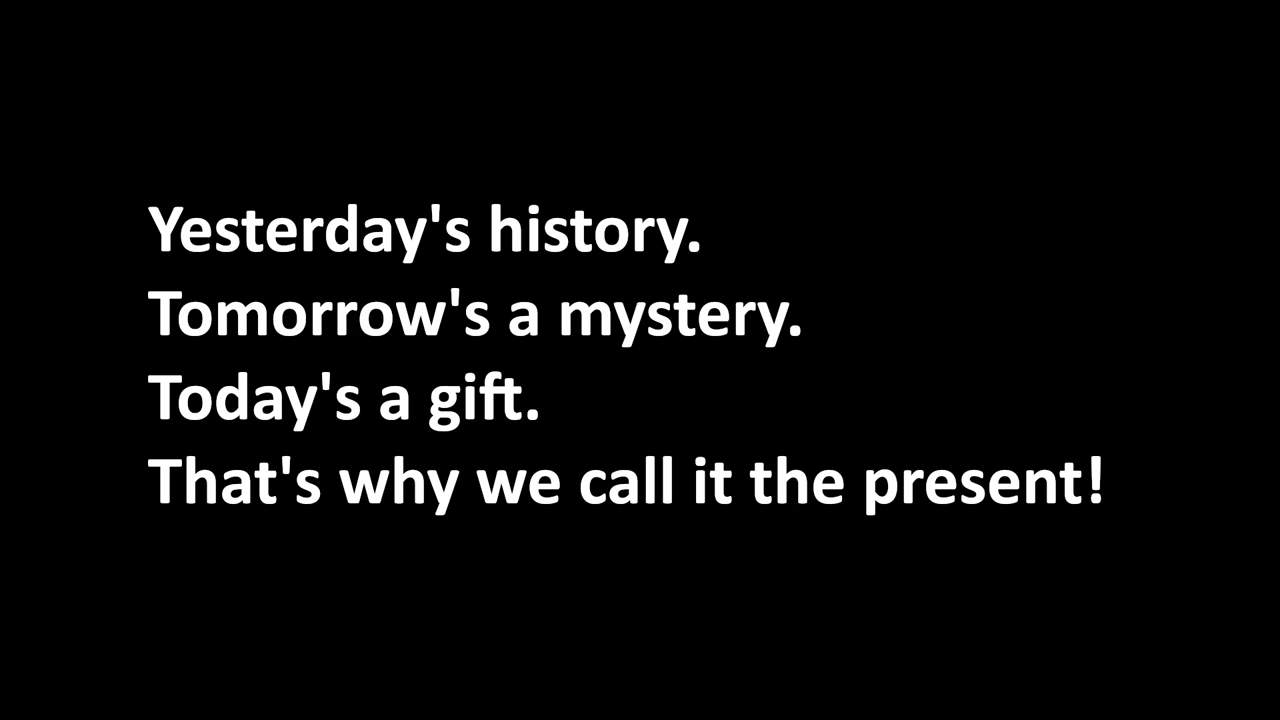 Yesterday's history.
Tomorrow's a mystery.
Today's a gift.
That's why we call it the present!